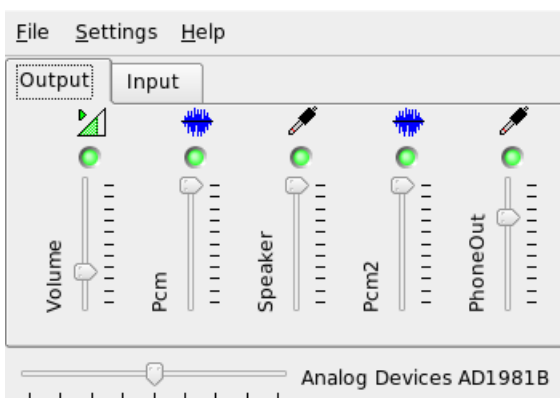 File Settings Help
Output Input
Volume Pcm Speaker Pcm2 PhoneOut
Analog Devices AD1981B